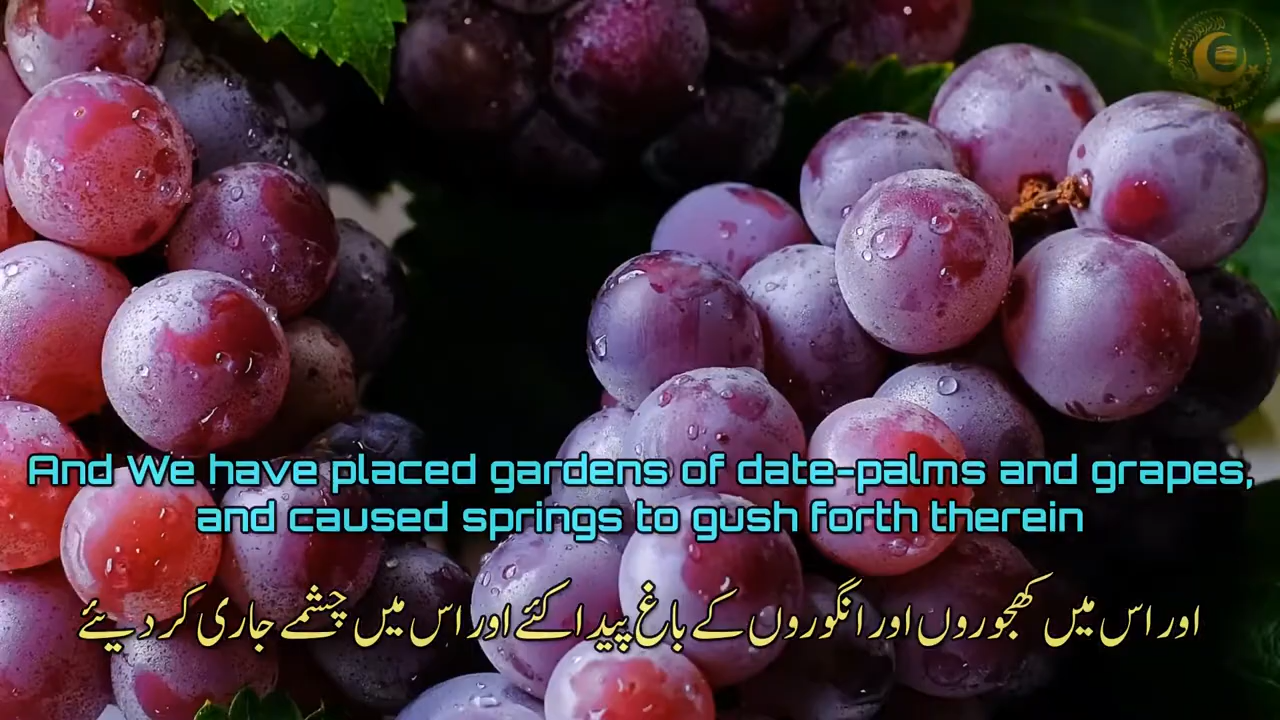 And We have placed gardens of date-palms and grapes,
and caused springs to gush forth therein
اور اس میں کھجوروں اور انگوروں کے باغ پیدا کئے اور اس میں چشمے جاری کر دیئے